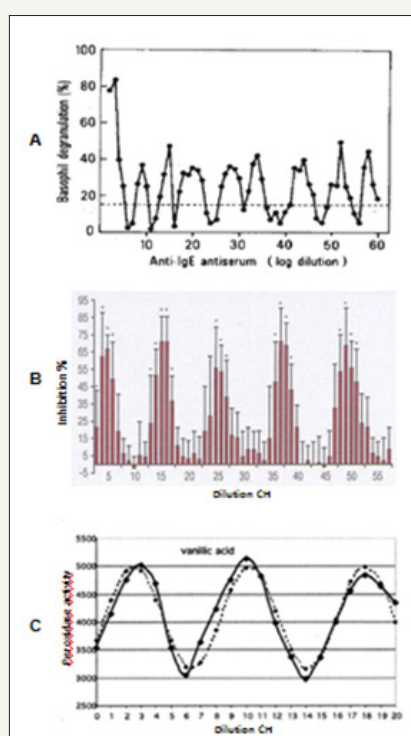 A
Basophil degranulation (%)
100
80
60
40
20
0
10 20 30 40 50 60
Anti-IgE antiserum (log dilution)
B
Inhibition %
95
85
75
65
55
45
35
25
15
5
-5
5 10 15 20 25 30 35 40 45 50 55
Dilution CH
C
vanillic acid
Peroxidase activity
5500
5000
4500
4000
3500
3000
2500
0 1 2 3 4 5 6 7 8 9 10 11 12 13 14 15 16 17 18 19 20
Dilution CH